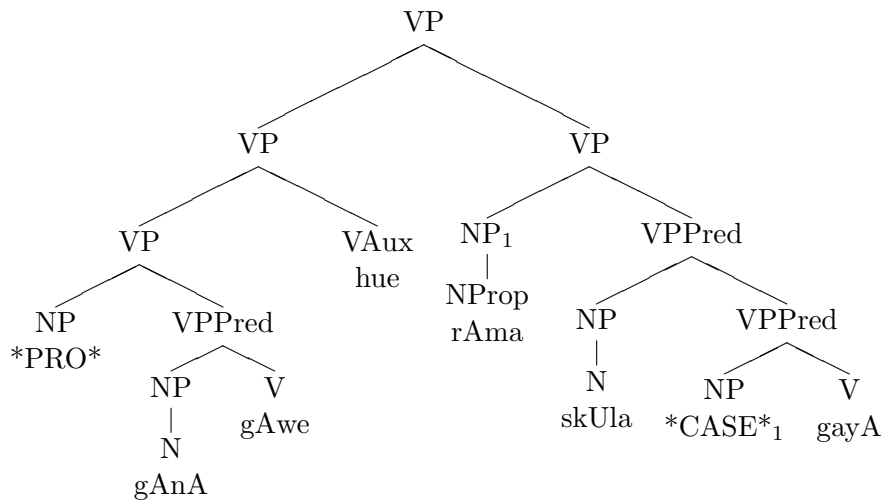 VP
VP VP
VP VAux NP₁ VPPred
hue
NP VPPred NProp NP VPPred
*PRO* rAma
NP V N NP V
gAwe skUla *CASE*₁ gayA
N
gAnA